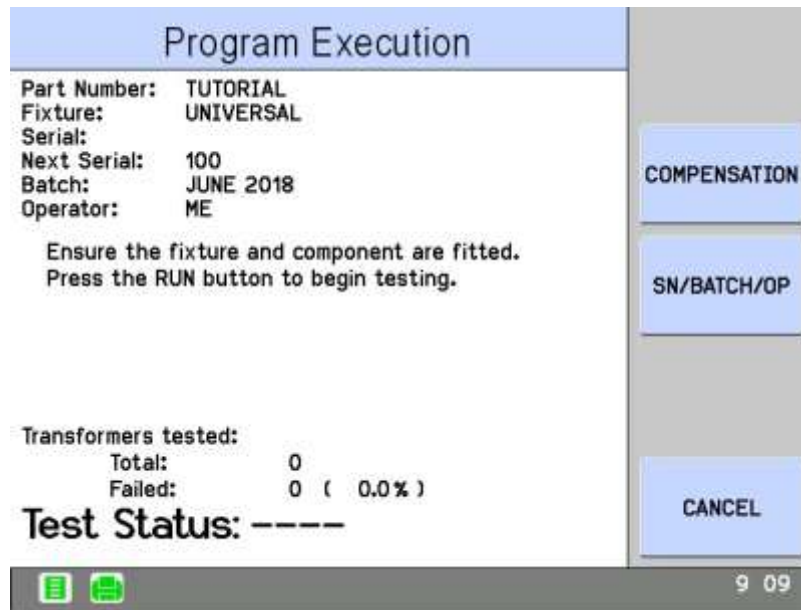 Program Execution
Part Number: TUTORIAL
Fixture: UNIVERSAL
Serial:
Next Serial: 100
Batch: JUNE 2018
Operator: ME
Ensure the fixture and component are fitted.
Press the RUN button to begin testing.
Transformers tested:
Total: 0
Failed: 0 ( 0.0% )
Test Status: ----
COMPENSATION
SN/BATCH/OP
CANCEL
9 09